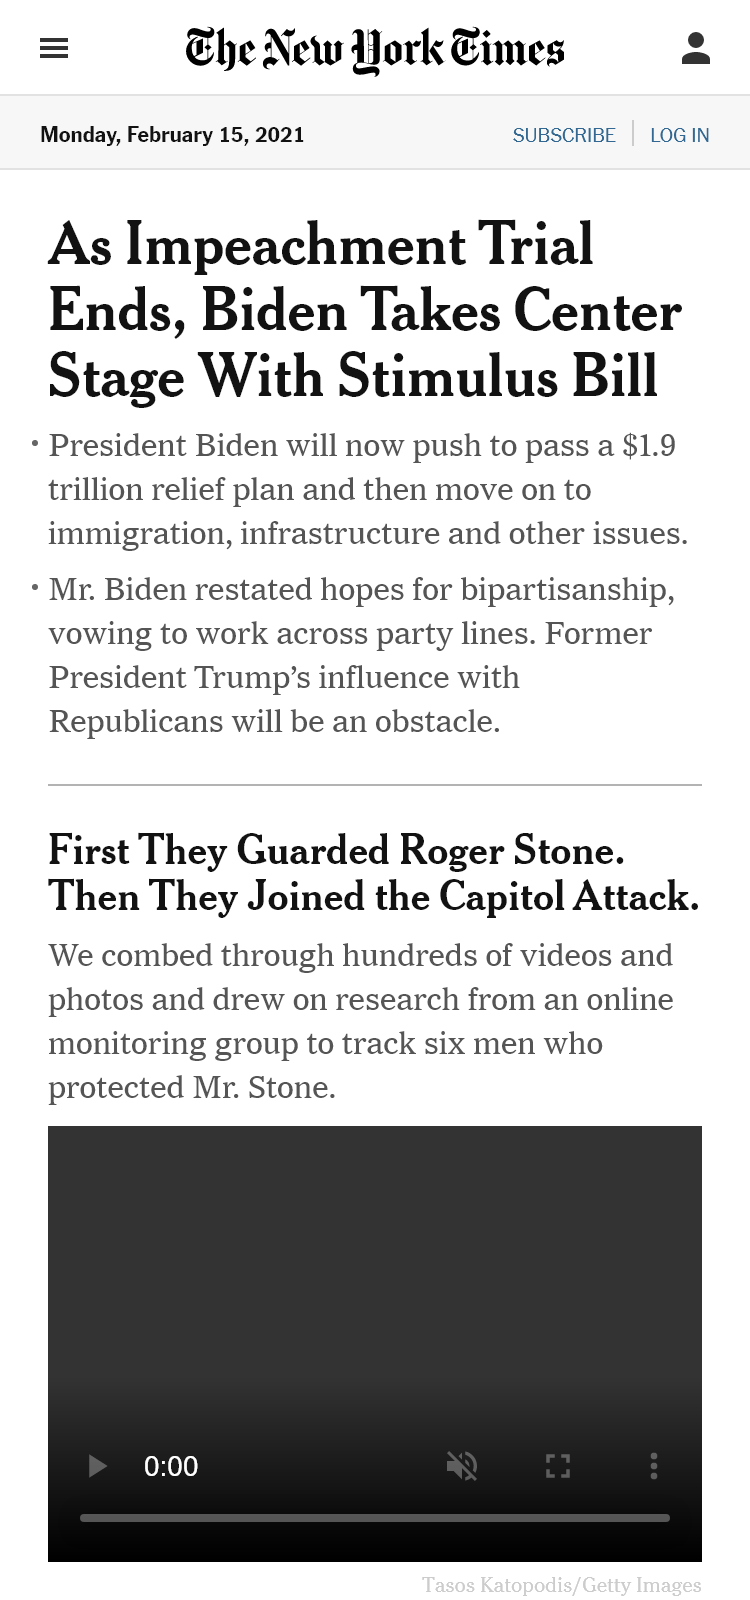 The New York Times
Monday, February 15, 2021
SUBSCRIBE
LOG IN
As Impeachment Trial
Ends, Biden Takes Center
Stage With Stimulus Bill
• President Biden will now push to pass a $1.9
trillion relief plan and then move on to
immigration, infrastructure and other issues.
• Mr. Biden restated hopes for bipartisanship,
vowing to work across party lines. Former
President Trump’s influence with
Republicans will be an obstacle.
First They Guarded Roger Stone.
Then They Joined the Capitol Attack.
We combed through hundreds of videos and
photos and drew on research from an online
monitoring group to track six men who
protected Mr. Stone.
0:00
Tasos Katopodis/Getty Images